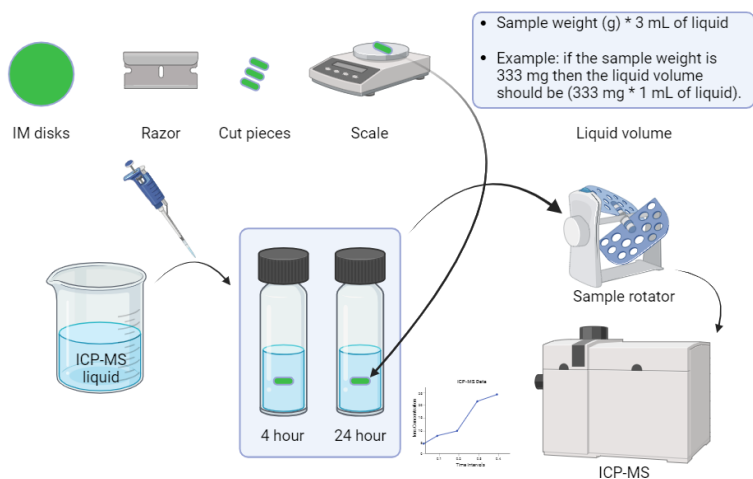 • Sample weight (g) * 3 mL of liquid
• Example: if the sample weight is
333 mg then the liquid volume
should be (333 mg * 1 mL of liquid).
IM disks
Razor
Cut pieces
Scale
Liquid volume
ICP-MS
liquid
4 hour
24 hour
Sample rotator
ICP-MS Data
Time Intervals
ICP-MS